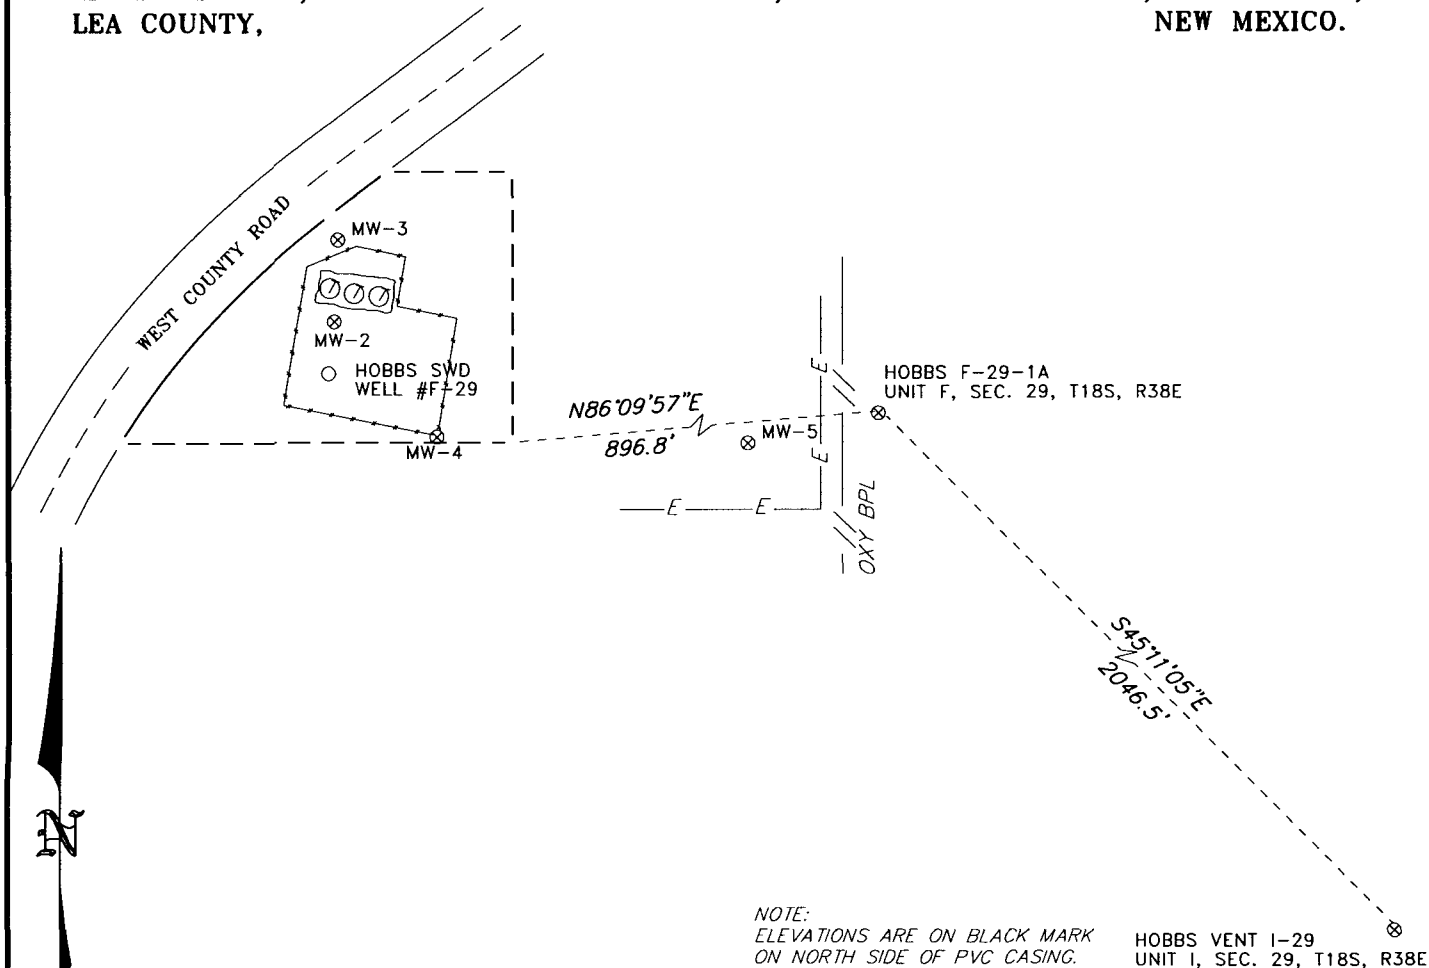 LEA COUNTY,
NEW MEXICO.
WEST COUNTY ROAD
MW-3
MW-2
HOBBS SWD
WELL #F-29
MW-4
N86°09'57"E
896.8'
MW-5
E
E
E
E
OXY BPL
HOBBS F-29-1A
UNIT F, SEC. 29, T18S, R38E
S45°11'05"E
2046.5'
N
NOTE:
ELEVATIONS ARE ON BLACK MARK
ON NORTH SIDE OF PVC CASING.
HOBBS VENT I-29
UNIT I, SEC. 29, T18S, R38E